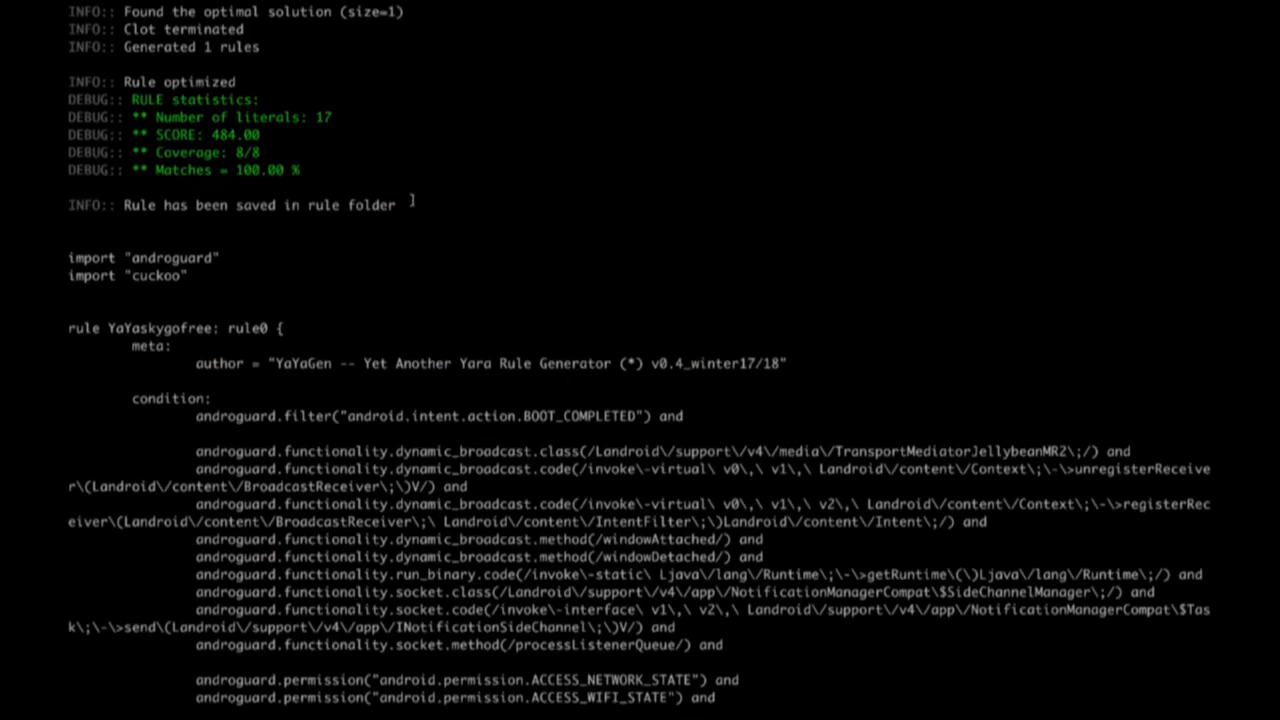 INFO:: Found the optimal solution (size=1)
INFO:: Clot terminated
INFO:: Generated 1 rules
INFO:: Rule optimized
DEBUG:: RULE statistics:
DEBUG:: ** Number of literals: 17
DEBUG:: ** SCORE: 484.00
DEBUG:: ** Coverage: 8/8
DEBUG:: ** Matches = 100.00 %
INFO:: Rule has been saved in rule folder
import "androguard"
import "cuckoo"
rule YaYaskygofree: rule0 {
meta:
author = "YaYaGen -- Yet Another Yara Rule Generator (*) v0.4_winter17/18"
condition:
androguard.filter("android.intent.action.BOOT_COMPLETED") and
androguard.functionality.dynamic_broadcast.class(/Landroid\/support\/v4\/media\/TransportMediatorJellybeanMR2\;/) and
androguard.functionality.dynamic_broadcast.code(/invoke\-virtual\ v0\,\ v1\,\ Landroid\/content\/Context\;\-\>unregisterReceive
r\(Landroid\/content\/BroadcastReceiver\;\)V/) and
androguard.functionality.dynamic_broadcast.code(/invoke\-virtual\ v0\,\ v1\,\ v2\,\ Landroid\/content\/Context\;\-\>registerRec
eiver\(Landroid\/content\/BroadcastReceiver\;\ Landroid\/content\/IntentFilter\;\)Landroid\/content\/Intent\;/) and
androguard.functionality.dynamic_broadcast.method(/windowAttached/) and
androguard.functionality.dynamic_broadcast.method(/windowDetached/) and
androguard.functionality.run_binary.code(/invoke\-static\ Ljava\/lang\/Runtime\;\-\>getRuntime\(\)Ljava\/lang\/Runtime\;/) and
androguard.functionality.socket.class(/Landroid\/support\/v4\/app\/NotificationManagerCompat\$SideChannelManager\;/) and
androguard.functionality.socket.code(/invoke\-interface\ v1\,\ v2\,\ Landroid\/support\/v4\/app\/NotificationManagerCompat\$Tas
k\;\-\>send\(Landroid\/support\/v4\/app\/INotificationSideChannel\;\)V/) and
androguard.functionality.socket.method(/processListenerQueue/) and
androguard.permission("android.permission.ACCESS_NETWORK_STATE") and
androguard.permission("android.permission.ACCESS_WIFI_STATE") and